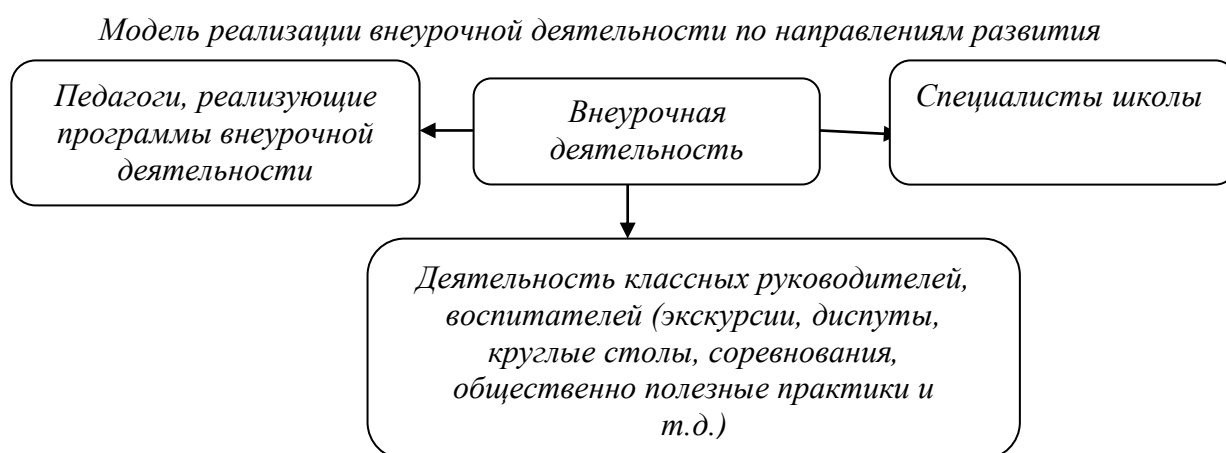 Модель реализации внеурочной деятельности по направлениям развития
Педагоги, реализующие
программы внеурочной
деятельности
Внеурочная
деятельность
Специалисты школы
Деятельность классных руководителей,
воспитателей (экскурсии, диспуты,
круглые столы, соревнования,
общественно полезные практики и
т.д.)